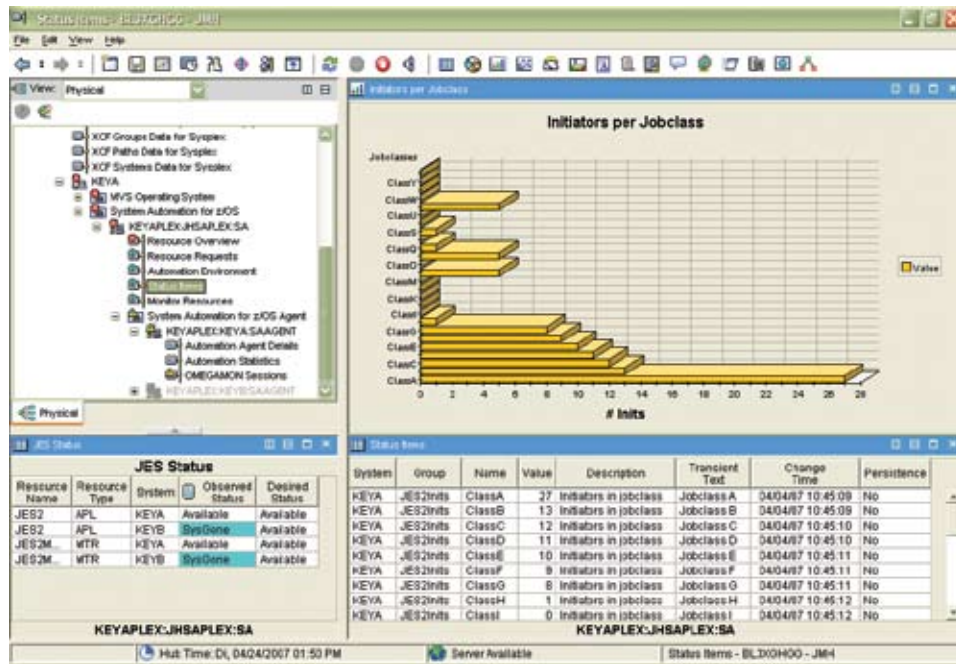 Status Items - BL3XOHOO - JMH
File Edit View Help
View: Physical
XCF Groups Data for Sysplex
XCF Paths Data for Sysplex
XCF Systems Data for Sysplex
KEYA
MVS Operating System
System Automation for z/OS
KEYAPLEX:JHSAPLEX:SA
Resource Overview
Resource Requests
Automation Environment
Status Items
Monitor Resources
System Automation for z/OS Agent
KEYAPLEX:KEYA:SAAGENT
Automation Agent Details
Automation Statistics
OMEGAMON Sessions
KEYAPLEX:KEYB:SAAGENT
Physical
Initiators per Jobclass
Initiators per Jobclass
Jobclasses
ClassY
ClassW
ClassU
ClassS
ClassQ
ClassO
ClassM
ClassK
ClassI
ClassG
ClassE
ClassC
ClassA
0 2 4 6 8 10 12 14 16 18 20 22 24 26 28
# Inits
Value
JES Status
JES Status
Resource Name Resource Type System Observed Status Desired Status
JES2 APL KEYA Available Available
JES2 APL KEYB SysGone Available
JES2M... MTR KEYA Available Available
JES2M... MTR KEYB SysGone Available
KEYAPLEX:JHSAPLEX:SA
Status Items
System Group Name Value Description Transient Text Change Time Persistence
KEYA JES2Inits ClassA 27 Initiators in jobclass Jobclass A 04/04/07 10:45:09 No
KEYA JES2Inits ClassB 13 Initiators in jobclass Jobclass B 04/04/07 10:45:09 No
KEYA JES2Inits ClassC 12 Initiators in jobclass Jobclass C 04/04/07 10:45:10 No
KEYA JES2Inits ClassD 11 Initiators in jobclass Jobclass D 04/04/07 10:45:10 No
KEYA JES2Inits ClassE 10 Initiators in jobclass Jobclass E 04/04/07 10:45:11 No
KEYA JES2Inits ClassF 9 Initiators in jobclass Jobclass F 04/04/07 10:45:11 No
KEYA JES2Inits ClassG 8 Initiators in jobclass Jobclass G 04/04/07 10:45:11 No
KEYA JES2Inits ClassH 1 Initiators in jobclass Jobclass H 04/04/07 10:45:12 No
KEYA JES2Inits ClassI 0 Initiators in jobclass Jobclass I 04/04/07 10:45:12 No
KEYAPLEX:JHSAPLEX:SA
Hub Time: Di, 04/24/2007 01:50 PM
Server Available
Status Items - BL3XOHOO - JMH